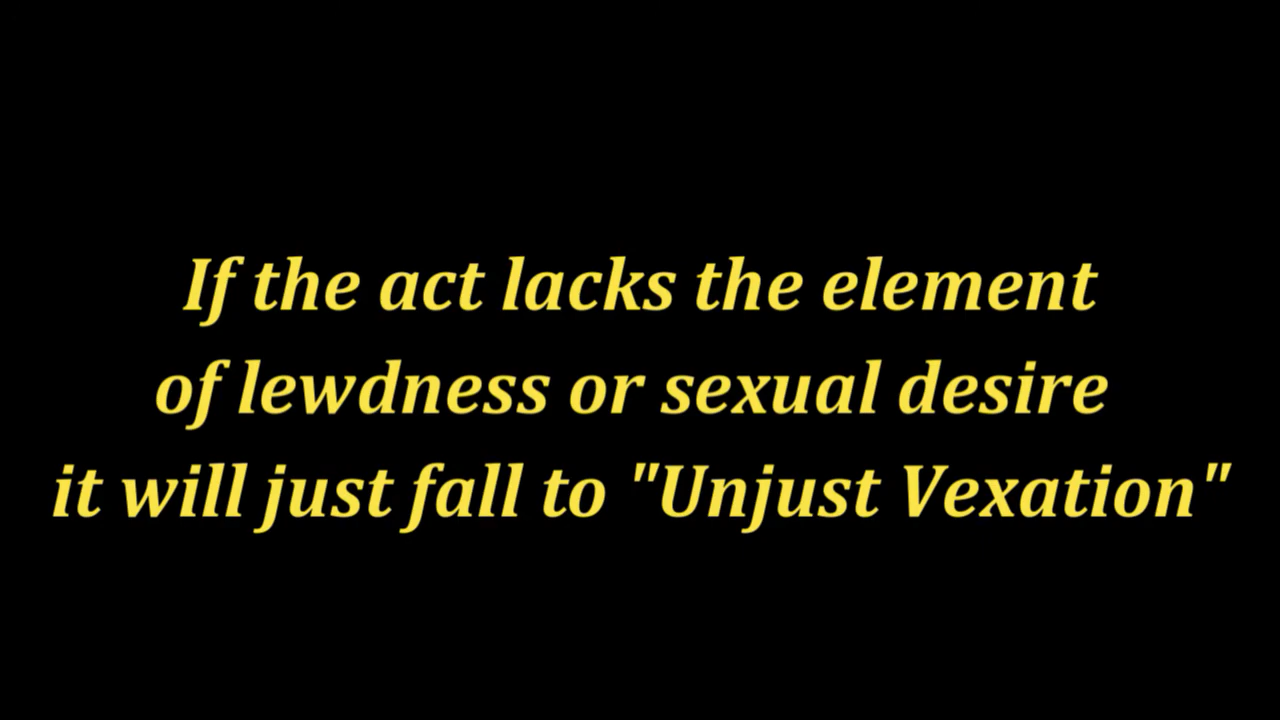 If the act lacks the element
of lewdness or sexual desire
it will just fall to "Unjust Vexation"